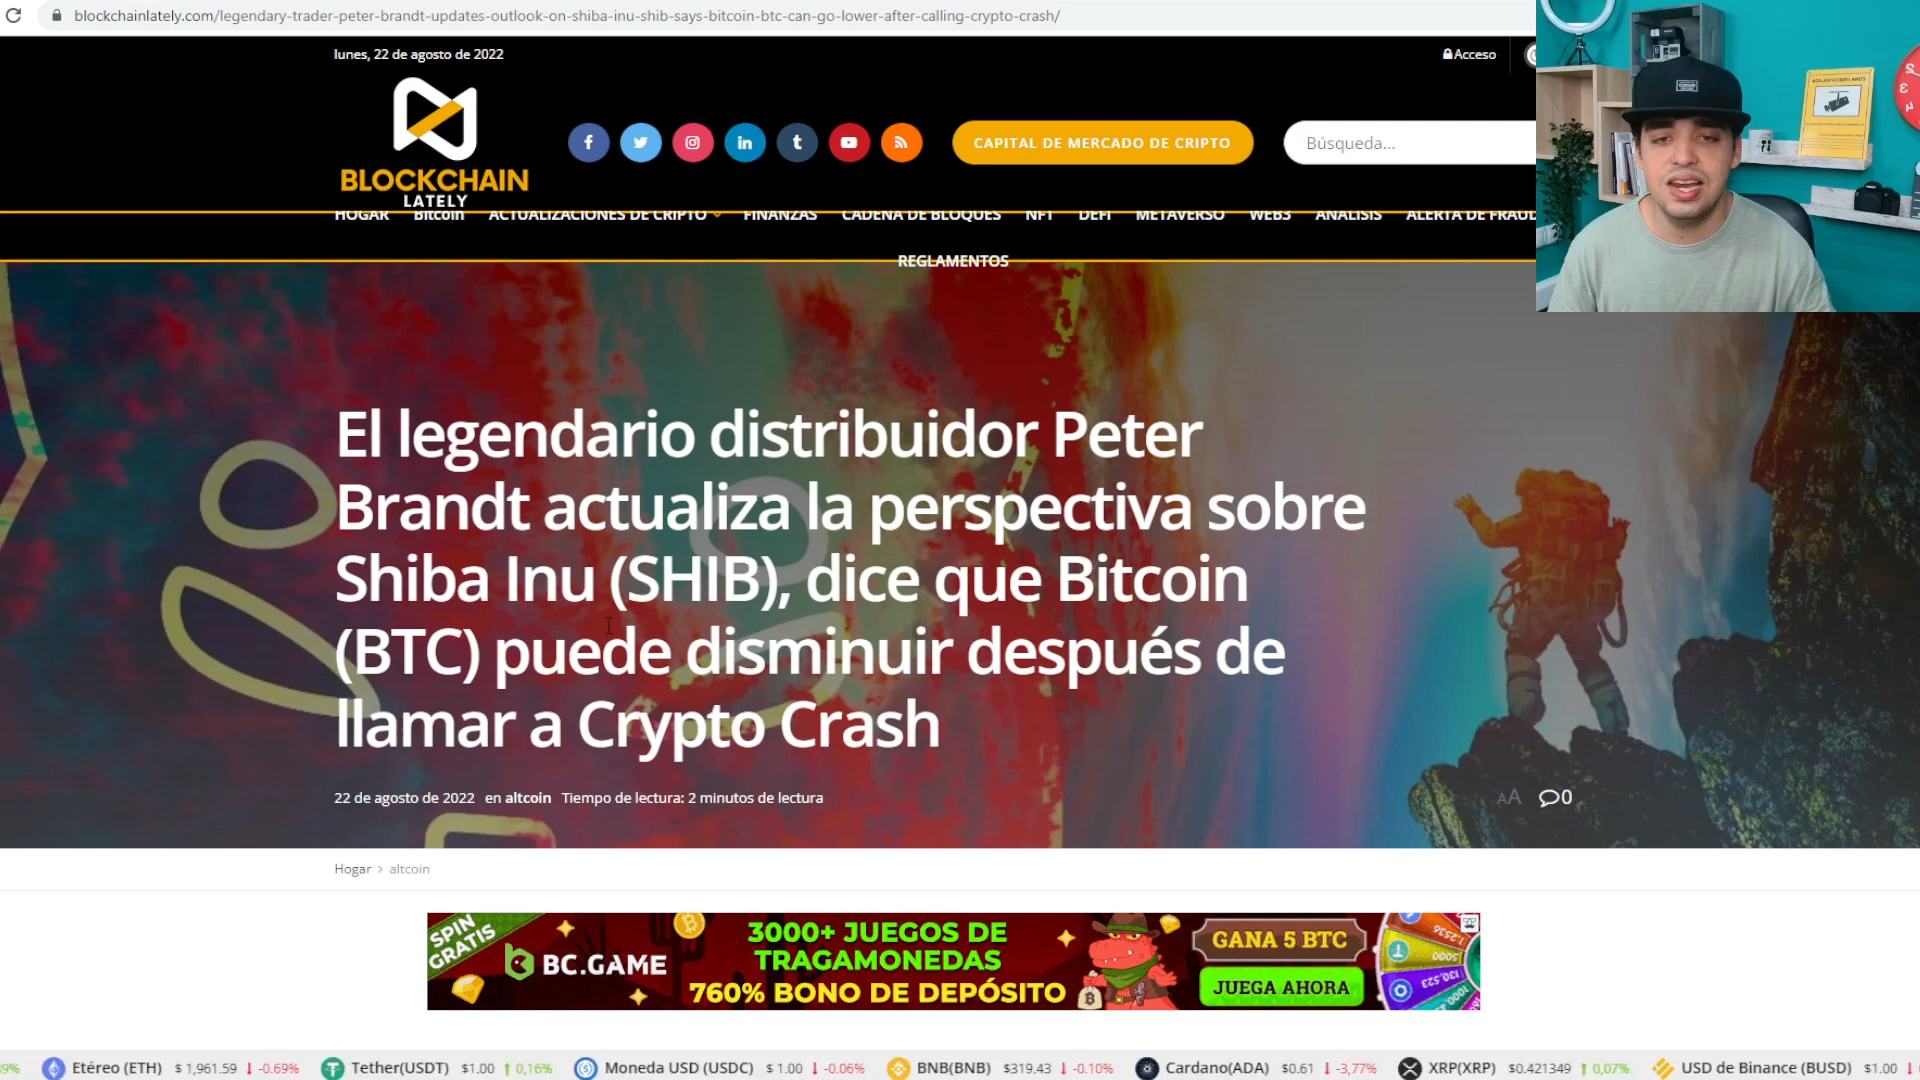 blockchainlately.com/legendary-trader-peter-brandt-updates-outlook-on-shiba-inu-shib-says-bitcoin-btc-can-go-lower-after-calling-crypto-crash/
lunes, 22 de agosto de 2022
Acceso
BLOCKCHAIN
LATELY
CAPITAL DE MERCADO DE CRIPTO
Búsqueda...
HOGAR Bitcoin ACTUALIZACIONES DE CRIPTO FINANZAS CADENA DE BLOQUES NFT DEFI METAVERSO WEB3 ANÁLISIS ALERTA DE FRAUD
REGLAMENTOS
El legendario distribuidor Peter
Brandt actualiza la perspectiva sobre
Shiba Inu (SHIB), dice que Bitcoin
(BTC) puede disminuir después de
llamar a Crypto Crash
22 de agosto de 2022 en altcoin Tiempo de lectura: 2 minutos de lectura
AA 0
Hogar > altcoin
SPIN
GRATIS
BC.GAME
3000+ JUEGOS DE
TRAGAMONEDAS
760% BONO DE DEPÓSITO
GANA 5 BTC
JUEGA AHORA
9% Etéreo (ETH) $ 1,961.59 ↓ -0.69% Tether(USDT) $1.00 ↑ 0,16% Moneda USD (USDC) $ 1.00 ↓ -0.06% BNB(BNB) $319.43 ↓ -0.10% Cardano(ADA) $0.61 ↓ -3,77% XRP(XRP) $0.421349 ↑ 0,07% USD de Binance (BUSD) $1.00 ↓